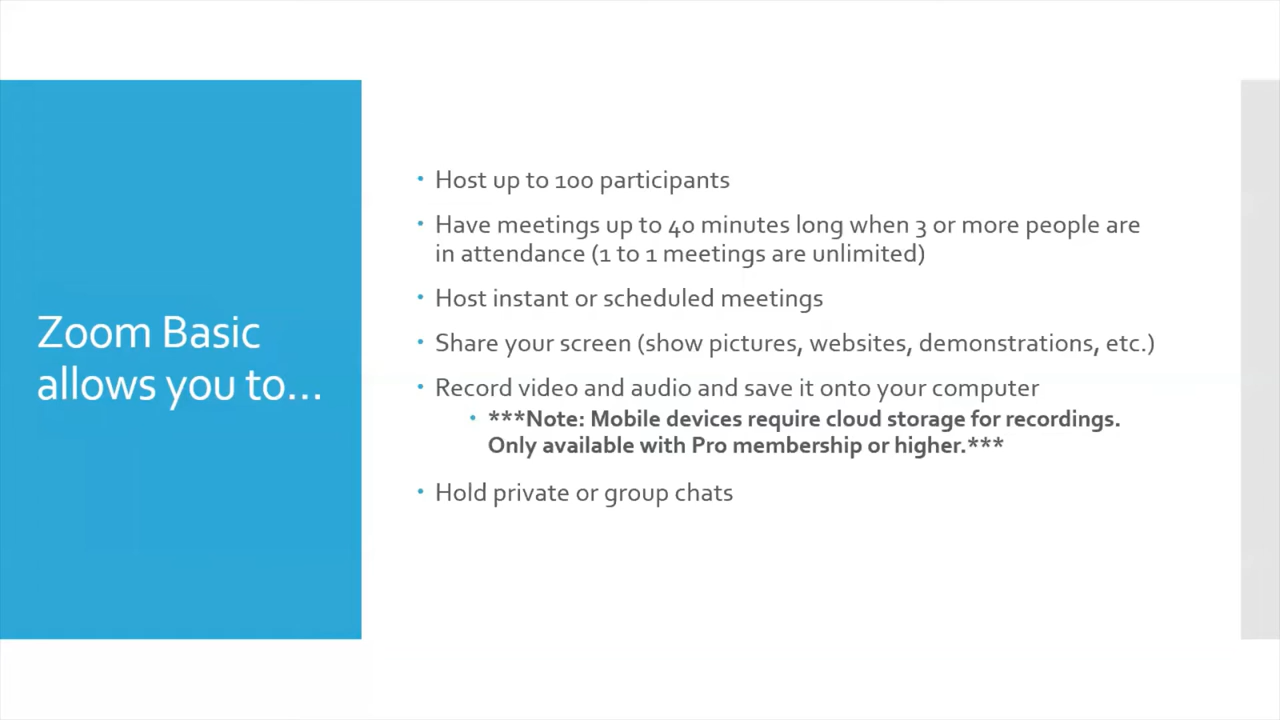 Zoom Basic
allows you to...
• Host up to 100 participants
• Have meetings up to 40 minutes long when 3 or more people are
in attendance (1 to 1 meetings are unlimited)
• Host instant or scheduled meetings
• Share your screen (show pictures, websites, demonstrations, etc.)
• Record video and audio and save it onto your computer
• ***Note: Mobile devices require cloud storage for recordings.
Only available with Pro membership or higher.***
• Hold private or group chats